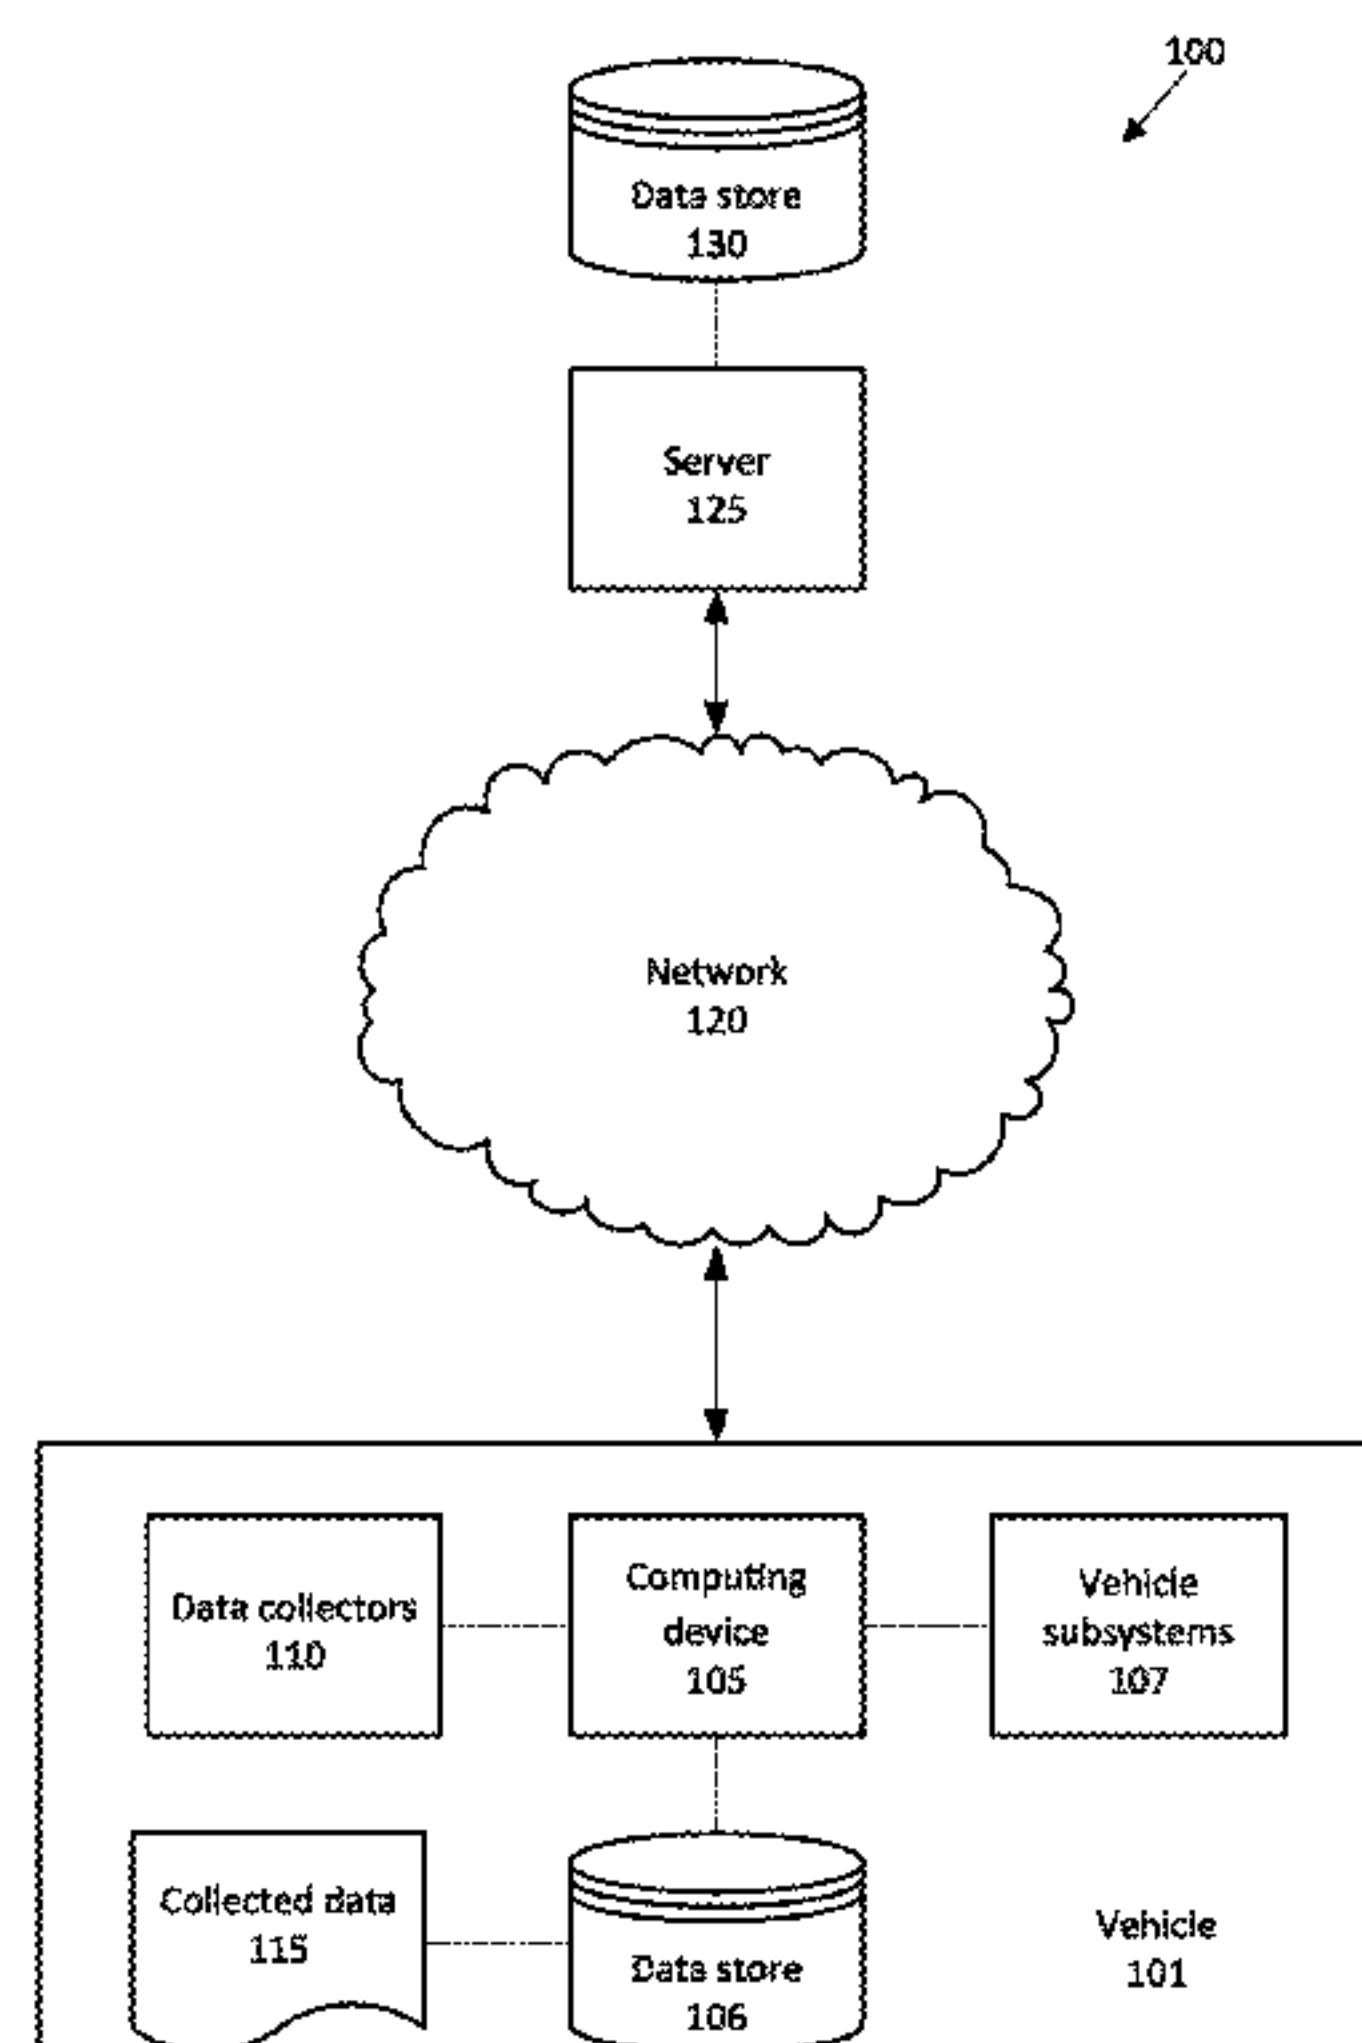 100
Data store
130
Server
125
Network
120
Data collectors
110
Computing
device
105
Vehicle
subsystems
107
Collected data
115
Data store
106
Vehicle
101